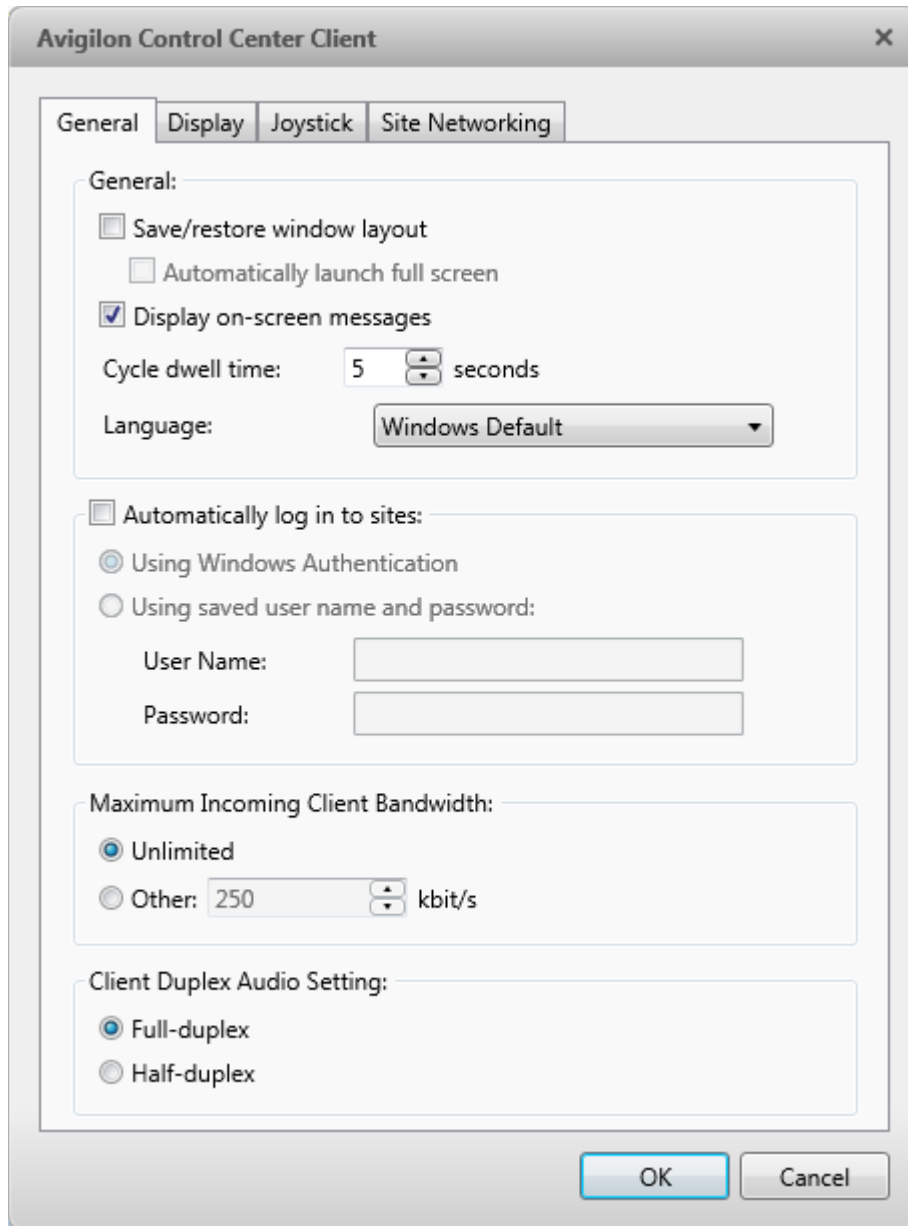 Avigilon Control Center Client
General Display Joystick Site Networking
General:
Save/restore window layout
Automatically launch full screen
Display on-screen messages
Cycle dwell time: 5 seconds
Language: Windows Default
Automatically log in to sites:
Using Windows Authentication
Using saved user name and password:
User Name:
Password:
Maximum Incoming Client Bandwidth:
Unlimited
Other: 250 kbit/s
Client Duplex Audio Setting:
Full-duplex
Half-duplex
OK Cancel